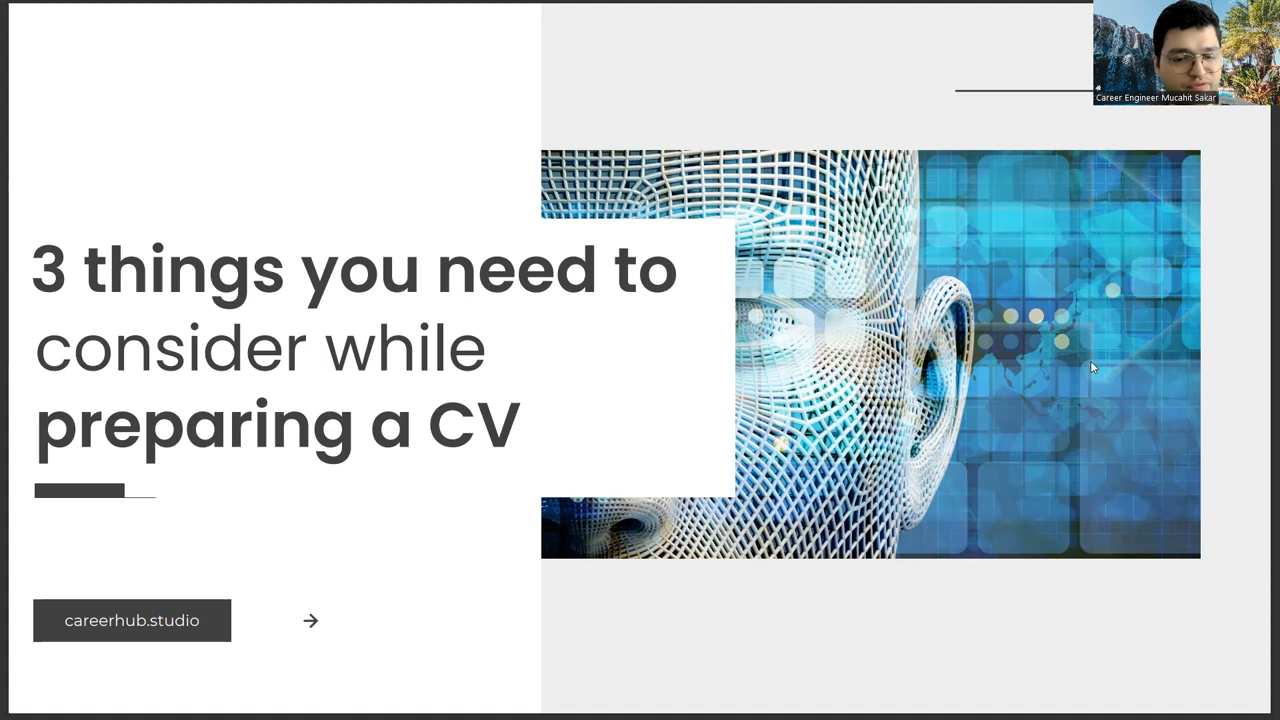 Career Engineer Mucahit Sakar
3 things you need to
consider while
preparing a CV
careerhub.studio